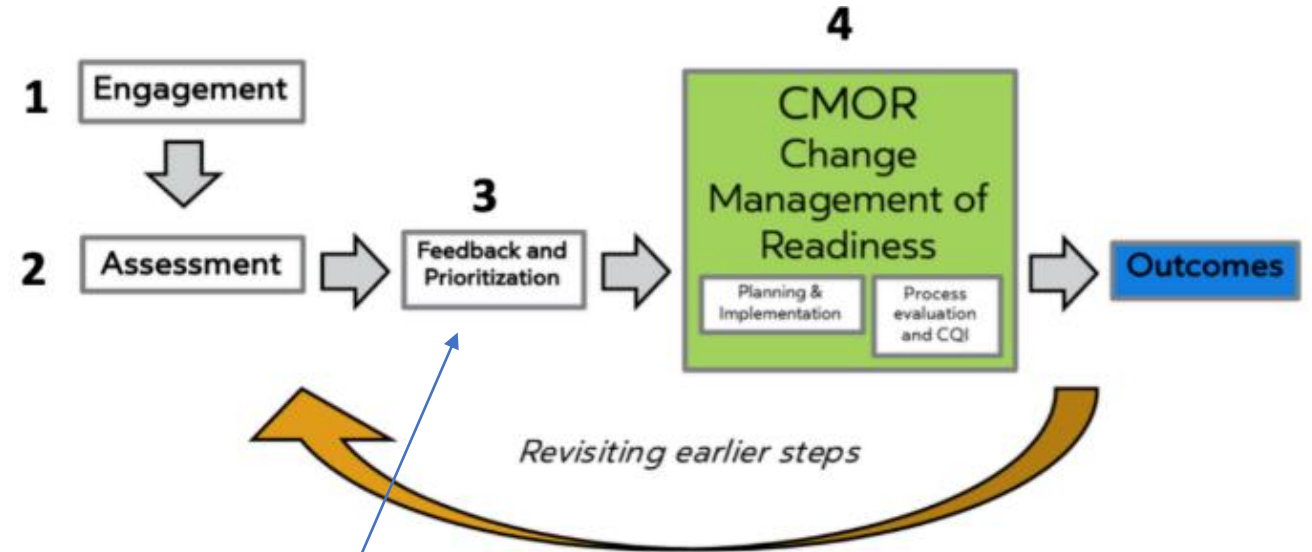 1
Engagement
2
Assessment
3
Feedback and
Prioritization
4
CMOR
Change
Management of
Readiness
Planning &
Implementation
Process
evaluation
and CQI
Outcomes
Revisiting earlier steps